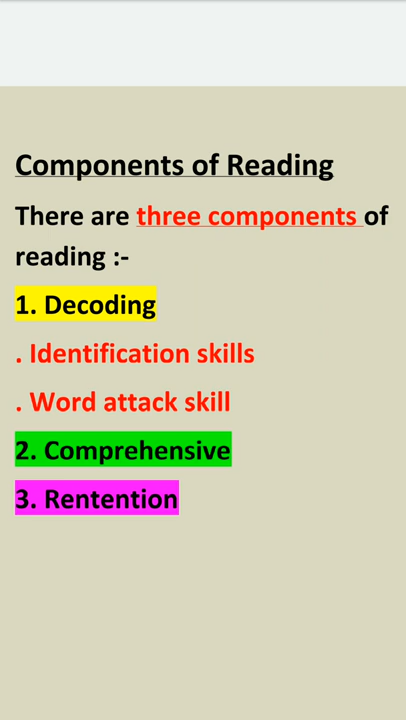 Components of Reading
There are three components of
reading :-
1. Decoding
. Identification skills
. Word attack skill
2. Comprehensive
3. Rentention